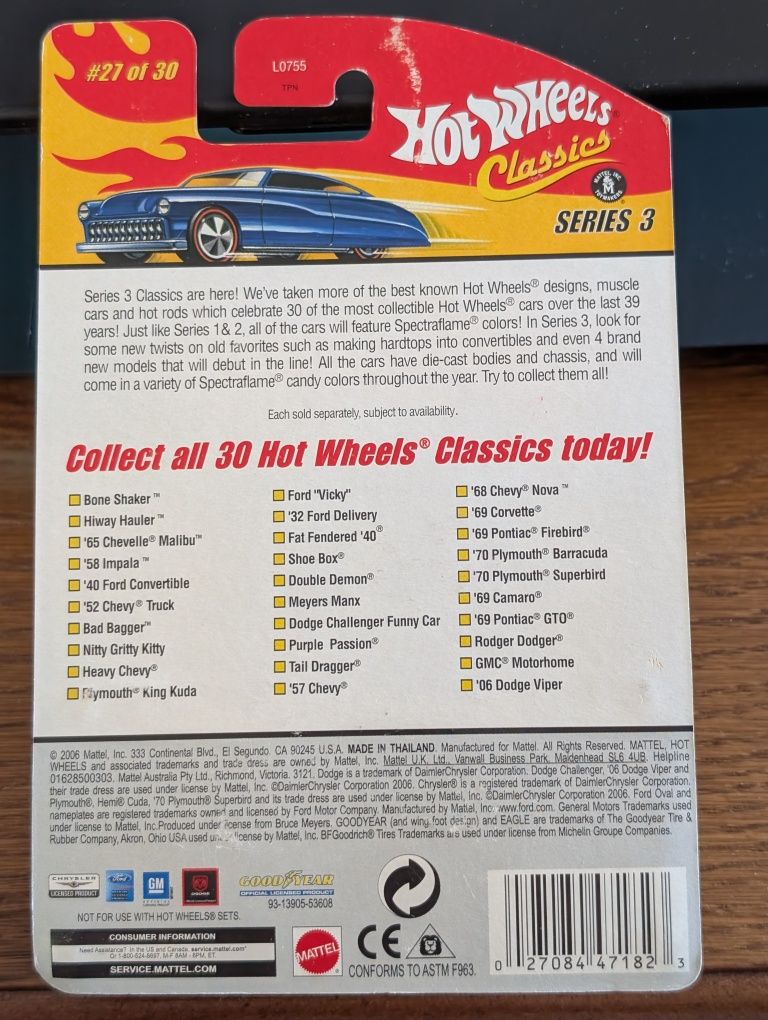 #27 of 30
L0755
TPN
Hot Wheels®
Classics
MATTEL, INC. TOYMAKERS
SERIES 3
Series 3 Classics are here! We've taken more of the best known Hot Wheels® designs, muscle
cars and hot rods which celebrate 30 of the most collectible Hot Wheels® cars over the last 39
years! Just like Series 1& 2, all of the cars will feature Spectraflame® colors! In Series 3, look for
some new twists on old favorites such as making hardtops into convertibles and even 4 brand
new models that will debut in the line! All the cars have die-cast bodies and chassis, and will
come in a variety of Spectraflame® candy colors throughout the year. Try to collect them all!
Each sold separately, subject to availability.
Collect all 30 Hot Wheels® Classics today!
Bone Shaker™
Hiway Hauler™
'65 Chevelle® Malibu™
'58 Impala™
'40 Ford Convertible
'52 Chevy® Truck
Bad Bagger™
Nitty Gritty Kitty
Heavy Chevy®
Plymouth® King Kuda
Ford "Vicky"
'32 Ford Delivery
Fat Fendered '40®
Shoe Box®
Double Demon®
Meyers Manx
Dodge Challenger Funny Car
Purple Passion®
Tail Dragger®
'57 Chevy®
'68 Chevy® Nova™
'69 Corvette®
'69 Pontiac® Firebird®
'70 Plymouth® Barracuda
'70 Plymouth® Superbird
'69 Camaro®
'69 Pontiac® GTO®
Rodger Dodger®
GMC® Motorhome
'06 Dodge Viper
© 2006 Mattel, Inc. 333 Continental Blvd., El Segundo. CA 90245 U.S.A. MADE IN THAILAND. Manufactured for Mattel. All Rights Reserved. MATTEL, HOT
WHEELS and associated trademarks and trade dress are owned by Mattel, Inc. Mattel U.K. Ltd., Vanwall Business Park, Maidenhead SL6 4UB. Helpline
01628500303. Mattel Australia Pty Ltd., Richmond, Victoria. 3121. Dodge is a trademark of DaimlerChrysler Corporation. Dodge Challenger, '06 Dodge Viper and
their trade dress are used under license by Mattel, Inc. ©DaimlerChrysler Corporation 2006. Chrysler® is a registered trademark of DaimlerChrysler Corporation.
Plymouth®, Hemi® Cuda, '70 Plymouth® Superbird and its trade dress are used under license by Mattel, Inc. ©DaimlerChrysler Corporation 2006. Ford Oval and
nameplates are registered trademarks owned and licensed by Ford Motor Company. Manufactured by Mattel, Inc. www.ford.com. General Motors Trademarks used
under license to Mattel, Inc.Produced under license from Bruce Meyers. GOODYEAR (and wing foot design) and EAGLE are trademarks of The Goodyear Tire &
Rubber Company, Akron, Ohio USA used under license by Mattel, Inc. BFGoodrich® Tires Trademarks are used under license from Michelin Groupe Companies.
CHRYSLER
LICENSED PRODUCT
Ford
GM
DODGE
GOODYEAR
OFFICIAL LICENSED PRODUCT
93-13905-53608
NOT FOR USE WITH HOT WHEELS® SETS.
CONSUMER INFORMATION
Need Assistance? In the US and Canada, service.mattel.com*
Or 1-800-524-8697, M-F 8AM - 6PM, ET.
SERVICE.MATTEL.COM
MATTEL
CE
CONFORMS TO ASTM F963.
0 27084 47182 3